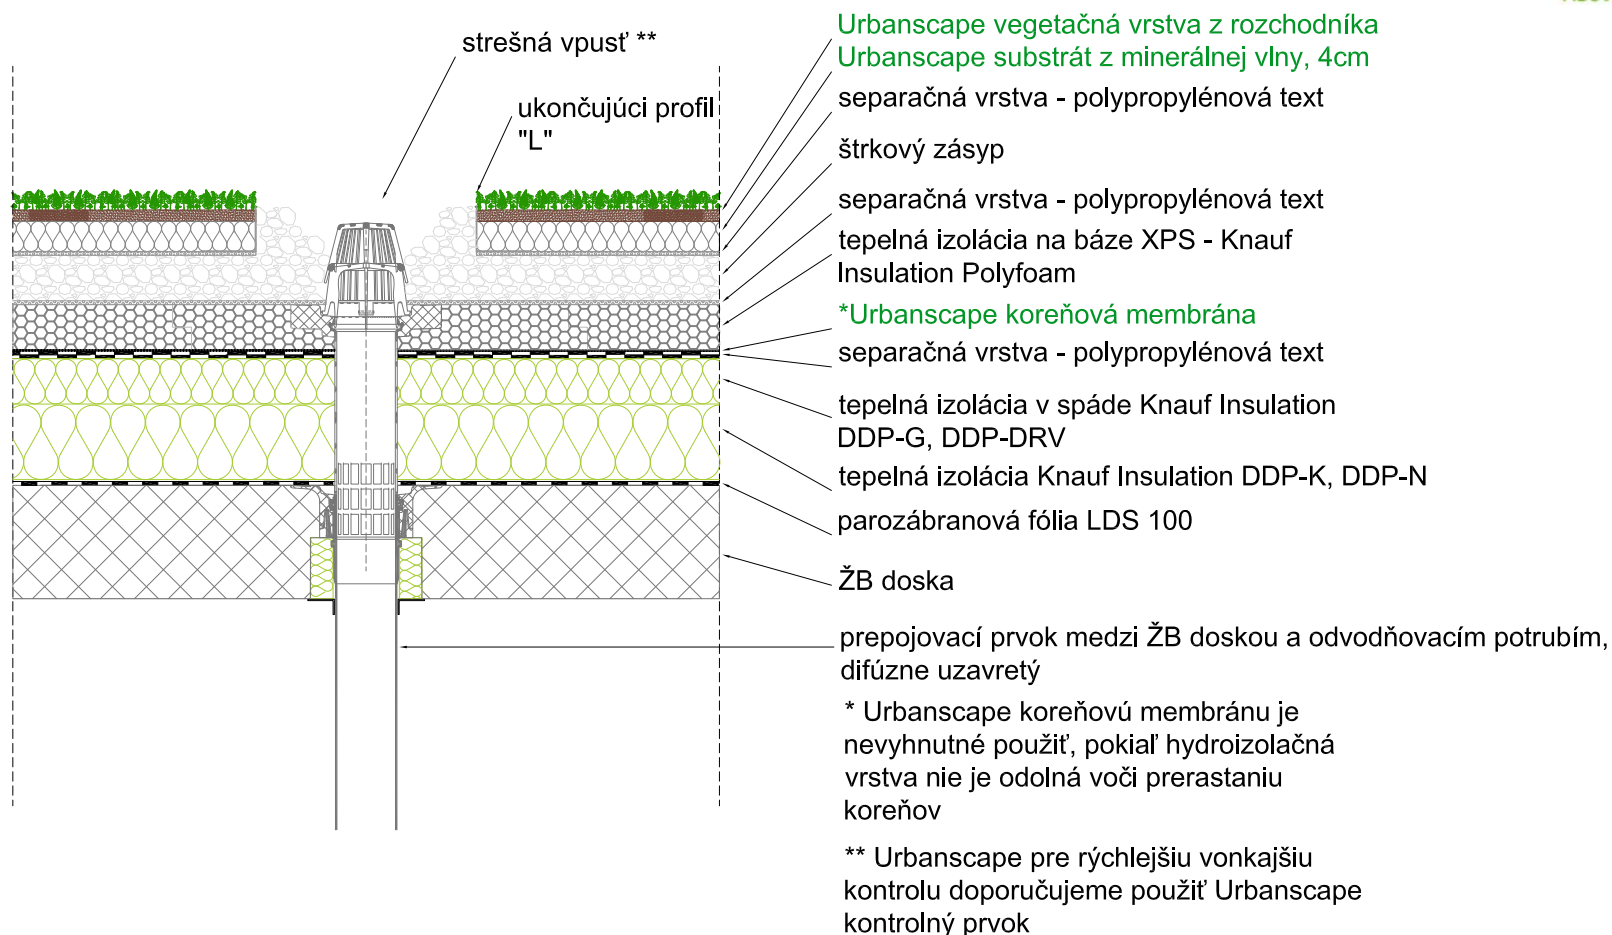 strešná vpusť **
ukončujúci profil
"L"
Urbanscape vegetačná vrstva z rozchodníka
Urbanscape substrát z minerálnej vlny, 4cm
separačná vrstva - polypropylénová text
štrkový zásyp
separačná vrstva - polypropylénová text
tepelná izolácia na báze XPS - Knauf
Insulation Polyfoam
*Urbanscape koreňová membrána
separačná vrstva - polypropylénová text
tepelná izolácia v spáde Knauf Insulation
DDP-G, DDP-DRV
tepelná izolácia Knauf Insulation DDP-K, DDP-N
parozábranová fólia LDS 100
ŽB doska
prepojovací prvok medzi ŽB doskou a odvodňovacím potrubím,
difúzne uzavretý
* Urbanscape koreňovú membránu je
nevyhnutné použiť, pokiaľ hydroizolačná
vrstva nie je odolná voči prerastaniu
koreňov
** Urbanscape pre rýchlejšiu vonkajšiu
kontrolu doporučujeme použiť Urbanscape
kontrolný prvok